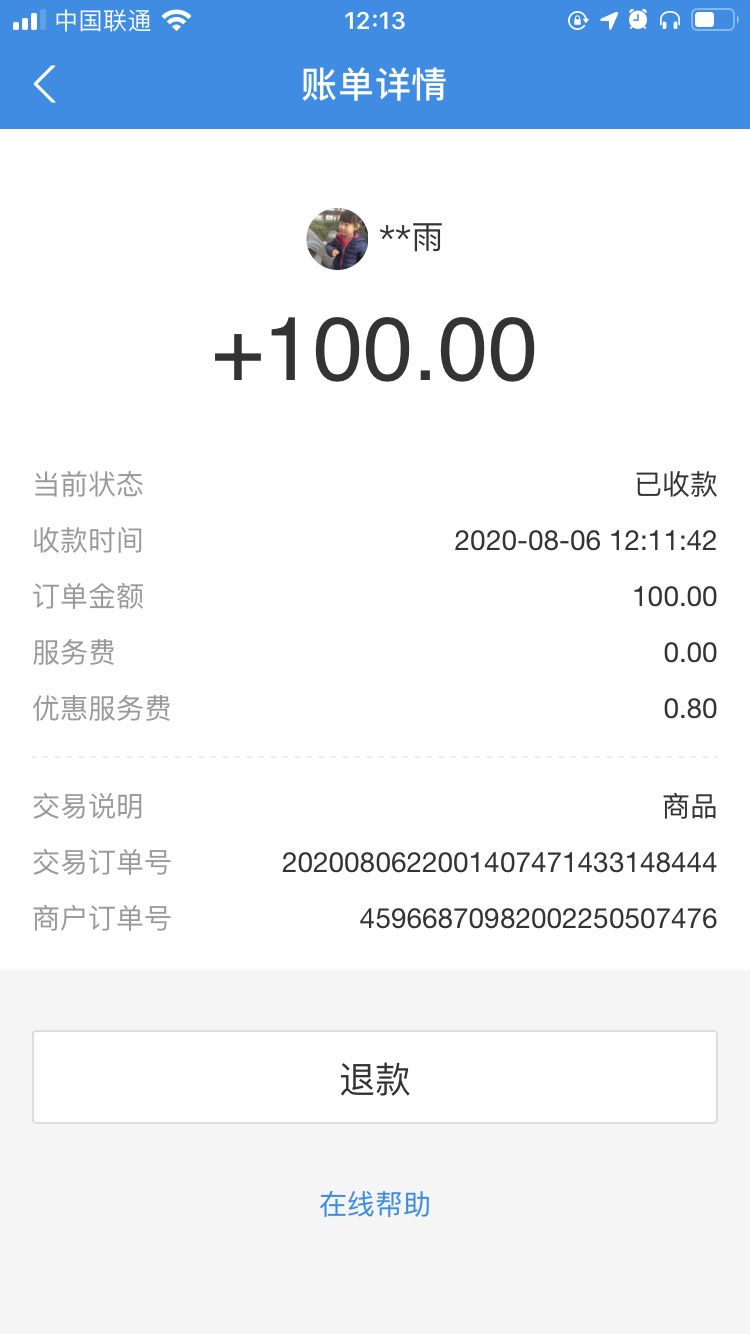 中国联通 12:13
账单详情
**雨
+100.00
当前状态 已收款
收款时间 2020-08-06 12:11:42
订单金额 100.00
服务费 0.00
优惠服务费 0.80
交易说明 商品
交易订单号 2020080622001407471433148444
商户订单号 45966870982002250507476
退款
在线帮助